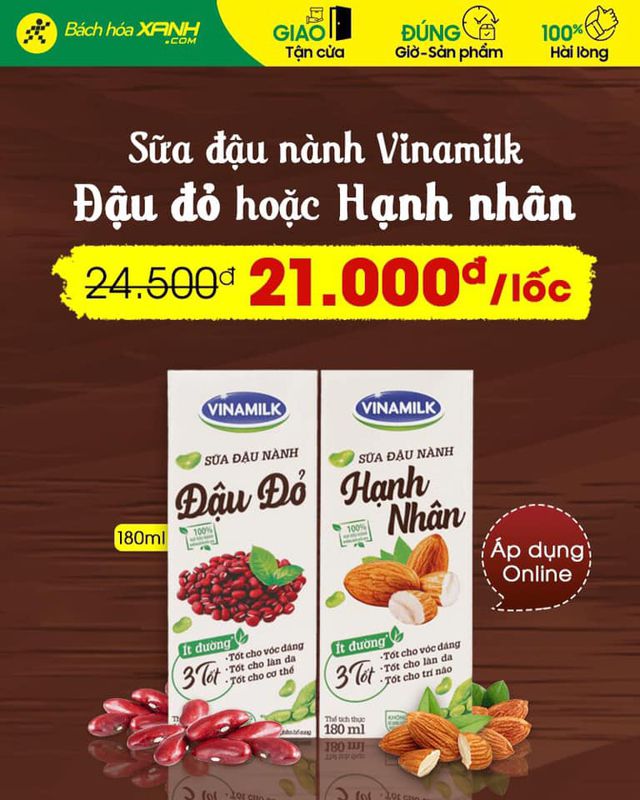 Bách hóa XANH
.COM
GIAO
Tận cửa
ĐÚNG
Giờ-Sản phẩm
100%
Hài lòng
Sữa đậu nành Vinamilk
Đậu đỏ hoặc Hạnh nhân
24.500đ 21.000đ/lốc
VINAMILK
SỮA ĐẬU NÀNH
Đậu Đỏ
100%
180ml
Ít đường
3 Tốt
• Tốt cho vóc dáng
• Tốt cho làn da
• Tốt cho cơ thể
VINAMILK
SỮA ĐẬU NÀNH
Hạnh
Nhân
100%
Ít đường
3 Tốt
• Tốt cho vóc dáng
• Tốt cho làn da
• Tốt cho trí não
Thể tích thực
180 ml
KHÔNG
Áp dụng
Online